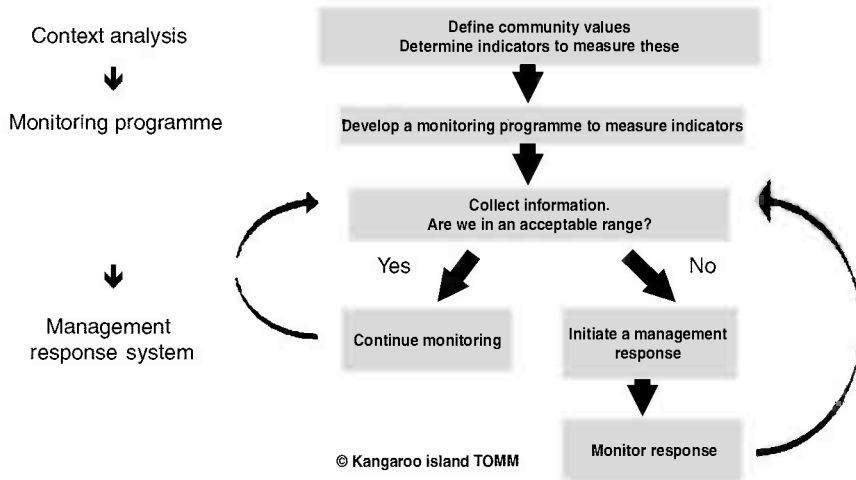 Context analysis
Define community values
Determine indicators to measure these
Monitoring programme
Develop a monitoring programme to measure indicators
Collect information.
Are we in an acceptable range?
Yes
No
Management
response system
Continue monitoring
Initiate a management
response
Monitor response
© Kangaroo island TOMM